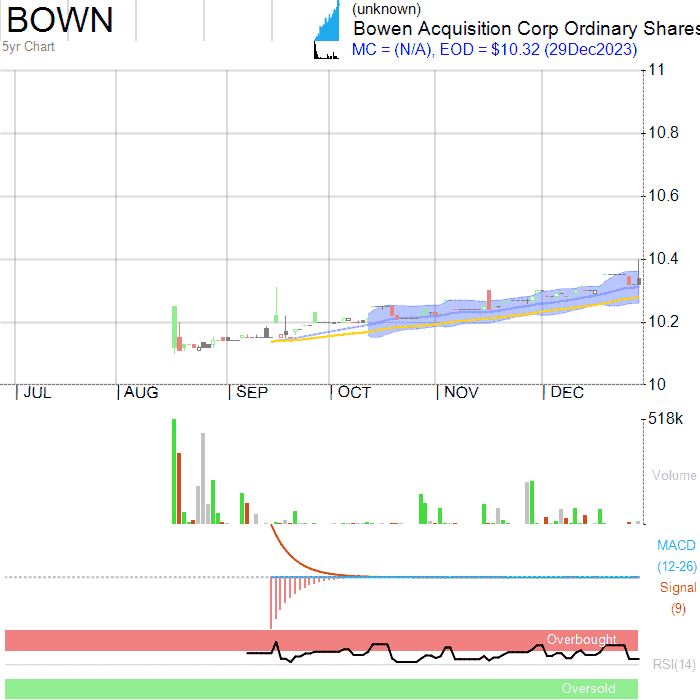 BOWN
5yr Chart
(unknown)
Bowen Acquisition Corp Ordinary Shares
MC = (N/A), EOD = $10.32 (29Dec2023)
11
10.8
10.6
10.4
10.2
10
JUL AUG SEP OCT NOV DEC
518k
Volume
MACD
(12-26)
Signal
(9)
Overbought
RSI(14)
Oversold